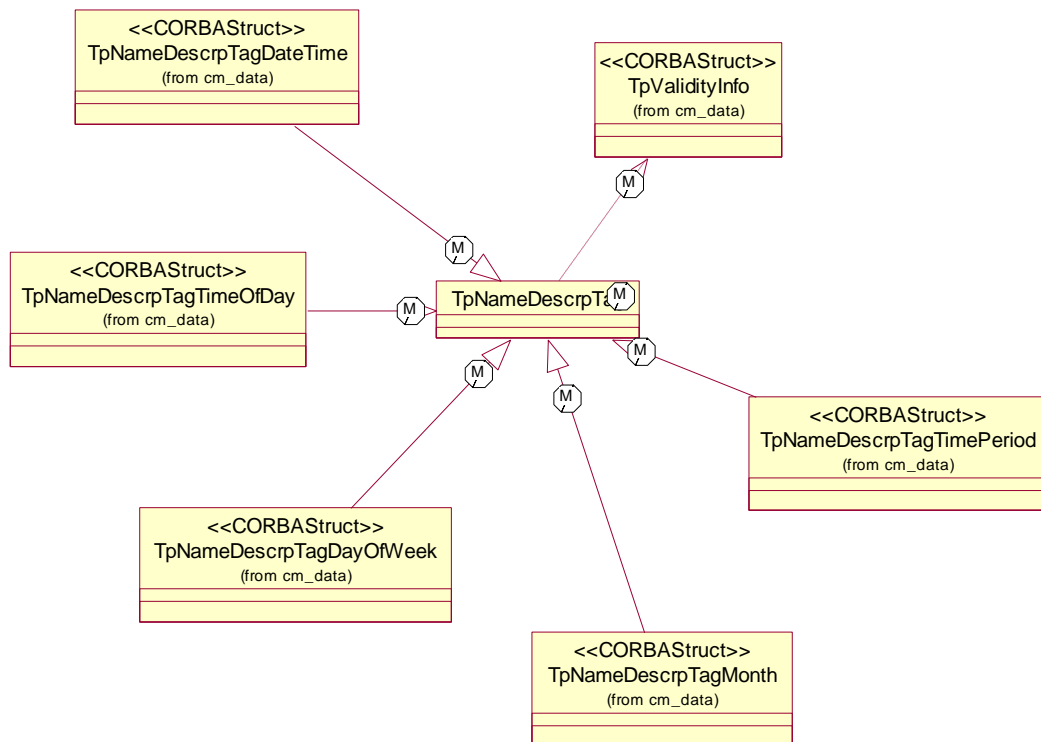 <<CORBAStruct>>
TpNameDescrpTagDateTime
(from cm_data)
<<CORBAStruct>>
TpValidityInfo
(from cm_data)
M
M
<<CORBAStruct>>
TpNameDescrpTagTimeOfDay
(from cm_data)
M
TpNameDescrpTa
M
M
M
M
<<CORBAStruct>>
TpNameDescrpTagTimePeriod
(from cm_data)
<<CORBAStruct>>
TpNameDescrpTagDayOfWeek
(from cm_data)
<<CORBAStruct>>
TpNameDescrpTagMonth
(from cm_data)